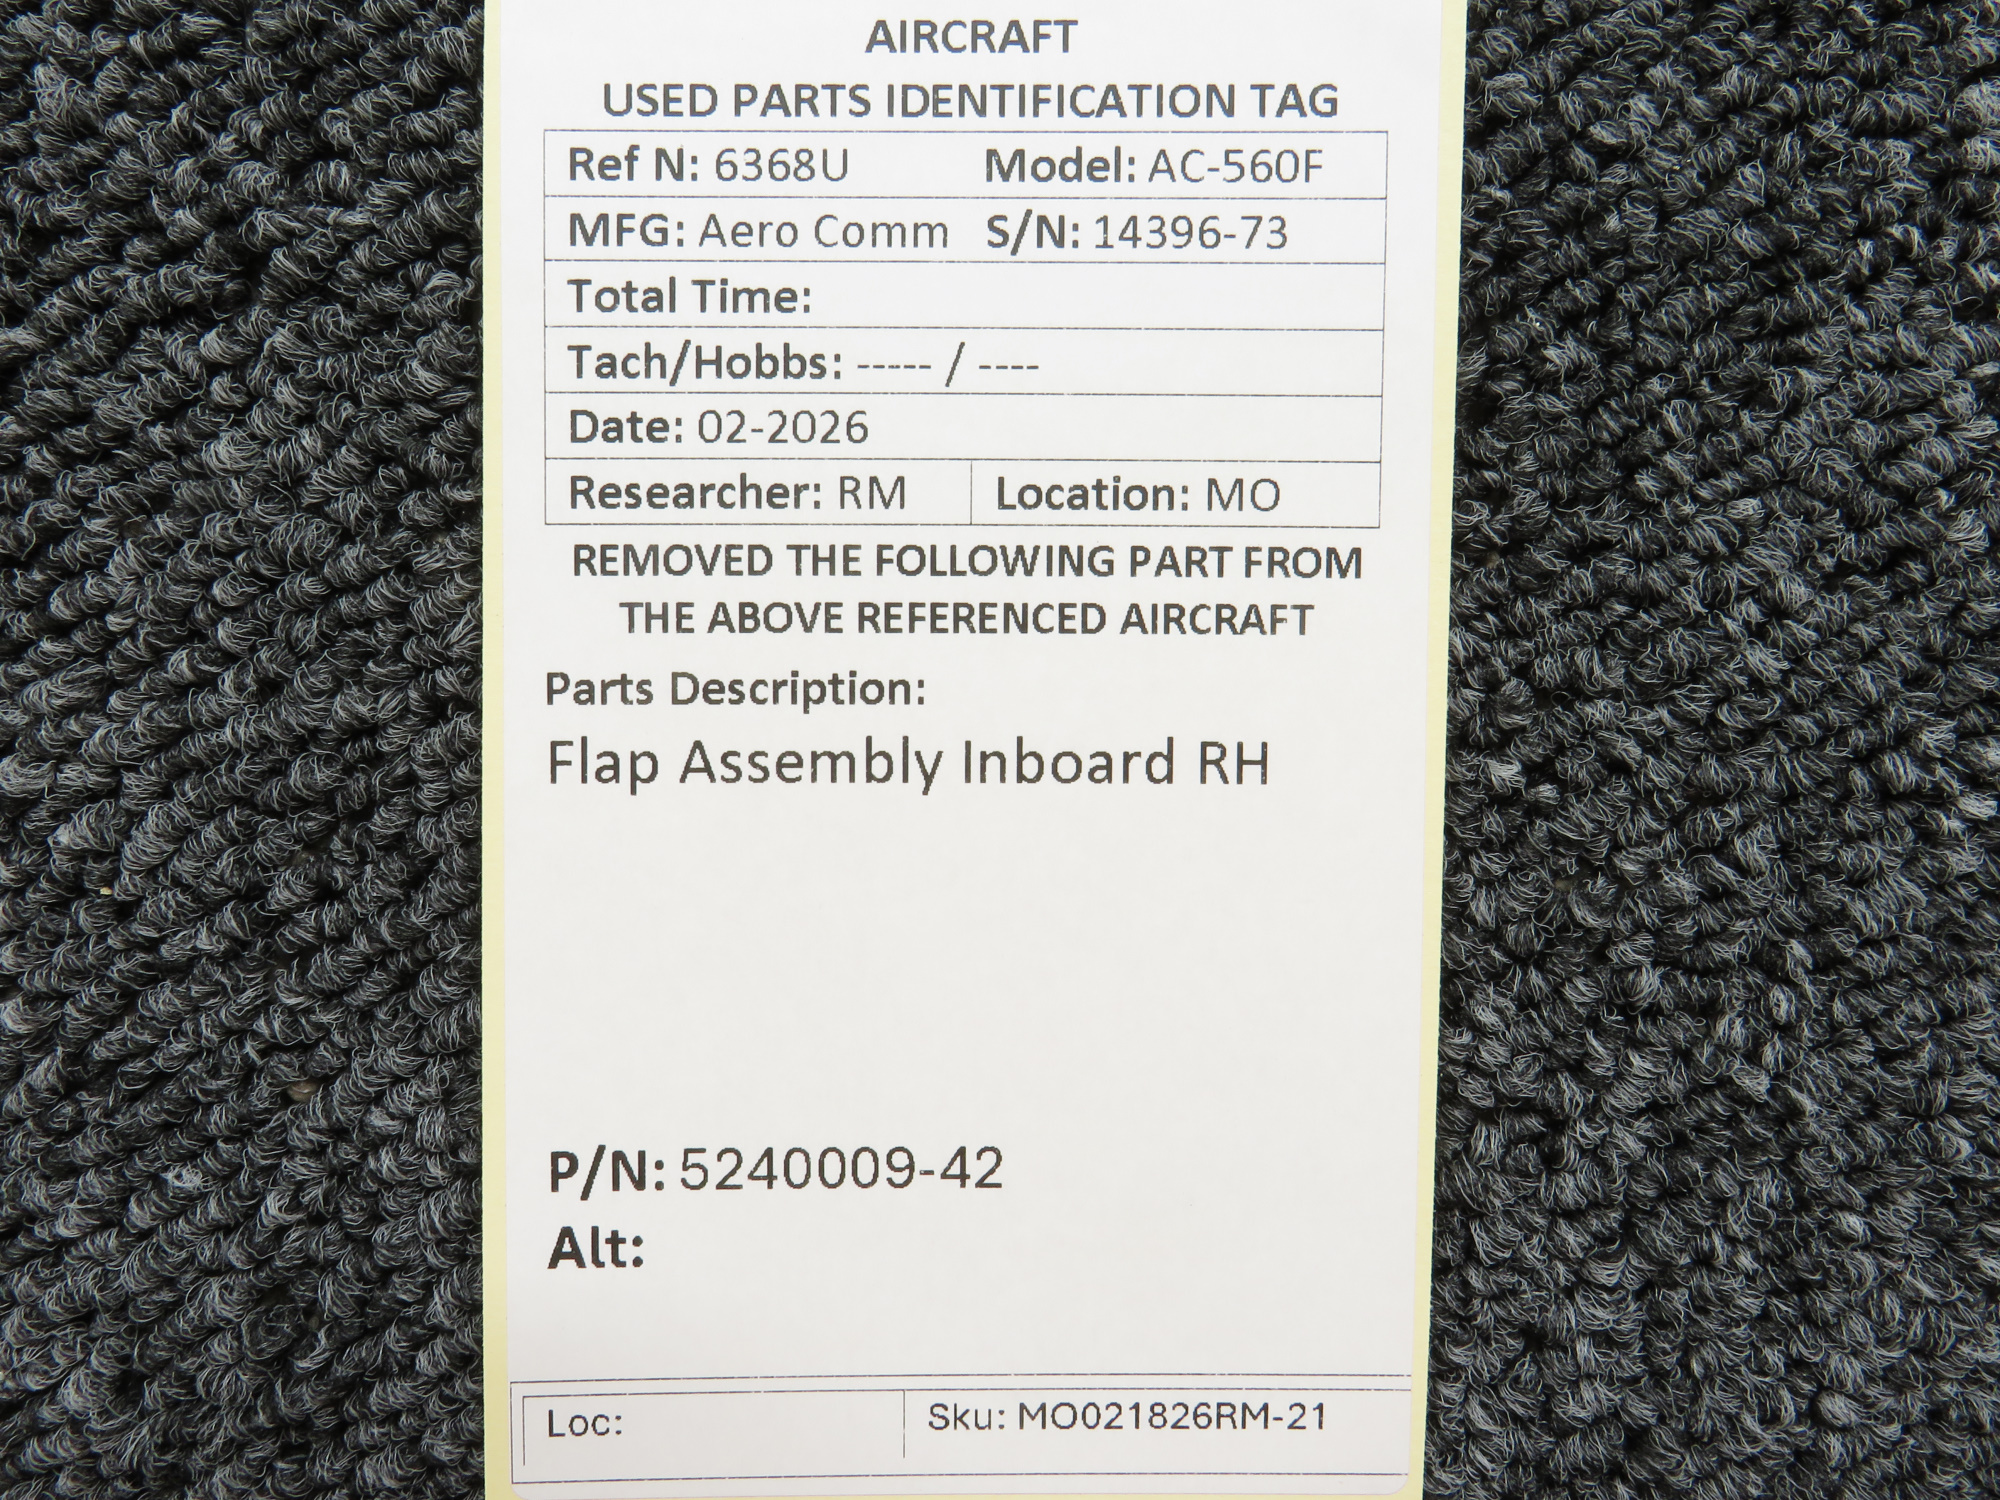 AIRCRAFT
USED PARTS IDENTIFICATION TAG
Ref N: 6368U Model: AC-560F
MFG: Aero Comm S/N: 14396-73
Total Time:
Tach/Hobbs: ----- / ----
Date: 02-2026
Researcher: RM Location: MO
REMOVED THE FOLLOWING PART FROM
THE ABOVE REFERENCED AIRCRAFT
Parts Description:
Flap Assembly Inboard RH
P/N: 5240009-42
Alt:
Loc: Sku: MO021826RM-21